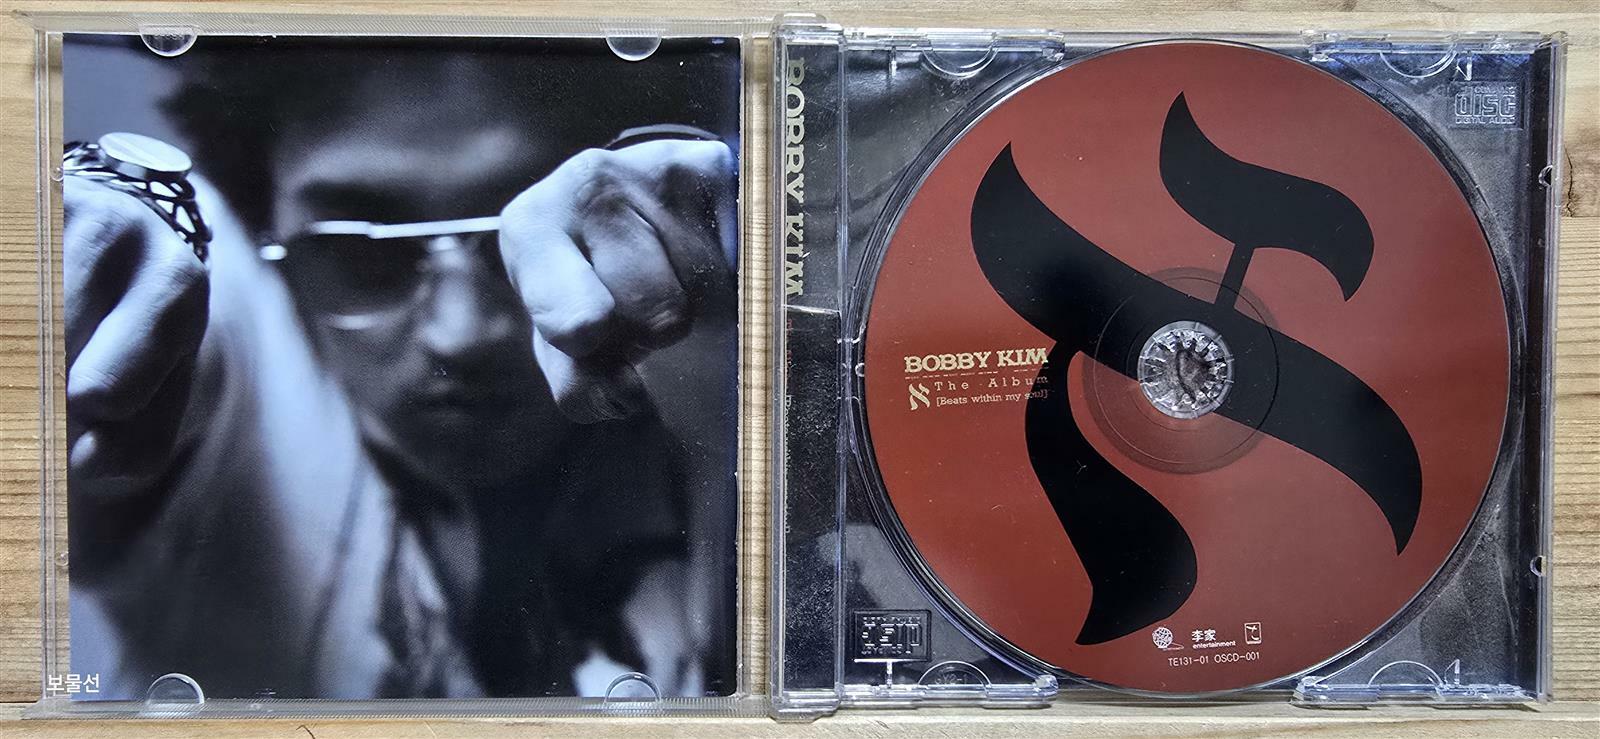 BOBBY KIM
BOBBY KIM
The Album
[Beats within my soul]
李家
entertainment
TE131-01 OSCD-001
COMPACT
disc
DIGITAL AUDIO
보물선